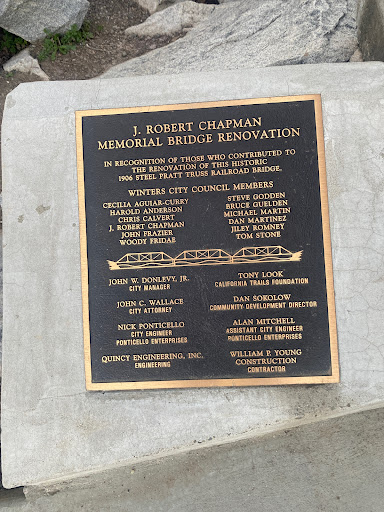 J. ROBERT CHAPMAN
MEMORIAL BRIDGE RENOVATION
IN RECOGNITION OF THOSE WHO CONTRIBUTED TO
THE RENOVATION OF THIS HISTORIC
1906 STEEL PRATT TRUSS RAILROAD BRIDGE.
WINTERS CITY COUNCIL MEMBERS
CECILIA AGUIAR-CURRY
HAROLD ANDERSON
CHRIS CALVERT
J. ROBERT CHAPMAN
JOHN FRAZIER
WOODY FRIDAE
STEVE GODDEN
BRUCE GUELDEN
MICHAEL MARTIN
DAN MARTINEZ
JILEY ROMNEY
TOM STONE
JOHN W. DONLEVY, JR.
CITY MANAGER
TONY LOOK
CALIFORNIA TRAILS FOUNDATION
JOHN C. WALLACE
CITY ATTORNEY
DAN SOKOLOW
COMMUNITY DEVELOPMENT DIRECTOR
NICK PONTICELLO
CITY ENGINEER
PONTICELLO ENTERPRISES
ALAN MITCHELL
ASSISTANT CITY ENGINEER
PONTICELLO ENTERPRISES
QUINCY ENGINEERING, INC.
ENGINEERING
WILLIAM P. YOUNG
CONSTRUCTION
CONTRACTOR